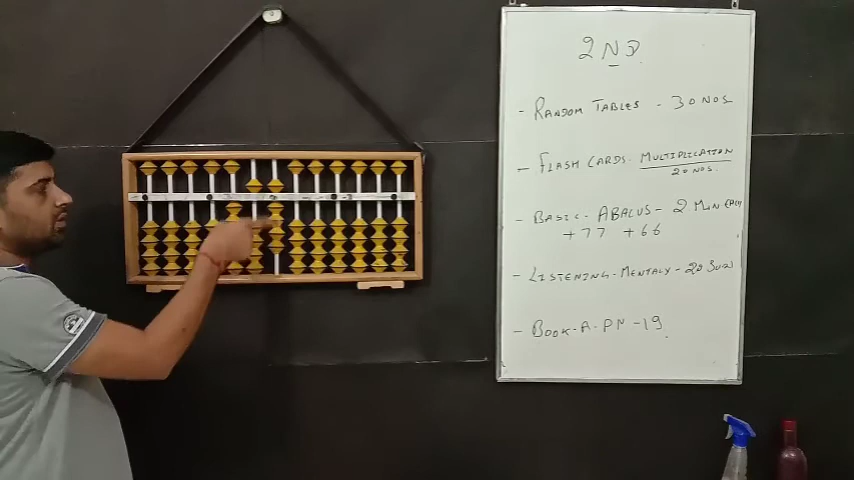 2ND
- RANDOM TABLES - 30 NOS
- FLASH CARDS. MULTIPLICATION
20 NOS.
- BASIC - ABACUS - 2 MIN EACH
+77 +66
- LISTENING - MENTALY - 20
- BOOK - A - PN - 19.